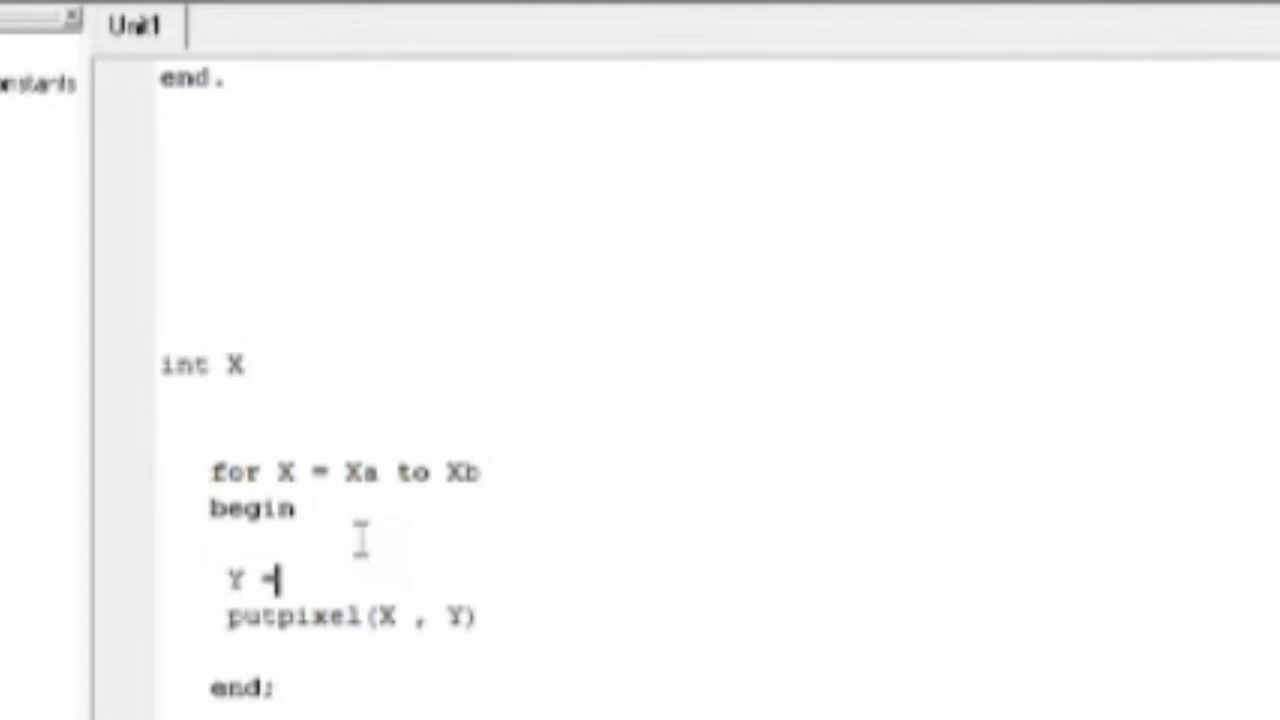 Unit1
end.
int X
for X = Xa to Xb
begin
Y =
putpixel(X , Y)
end;